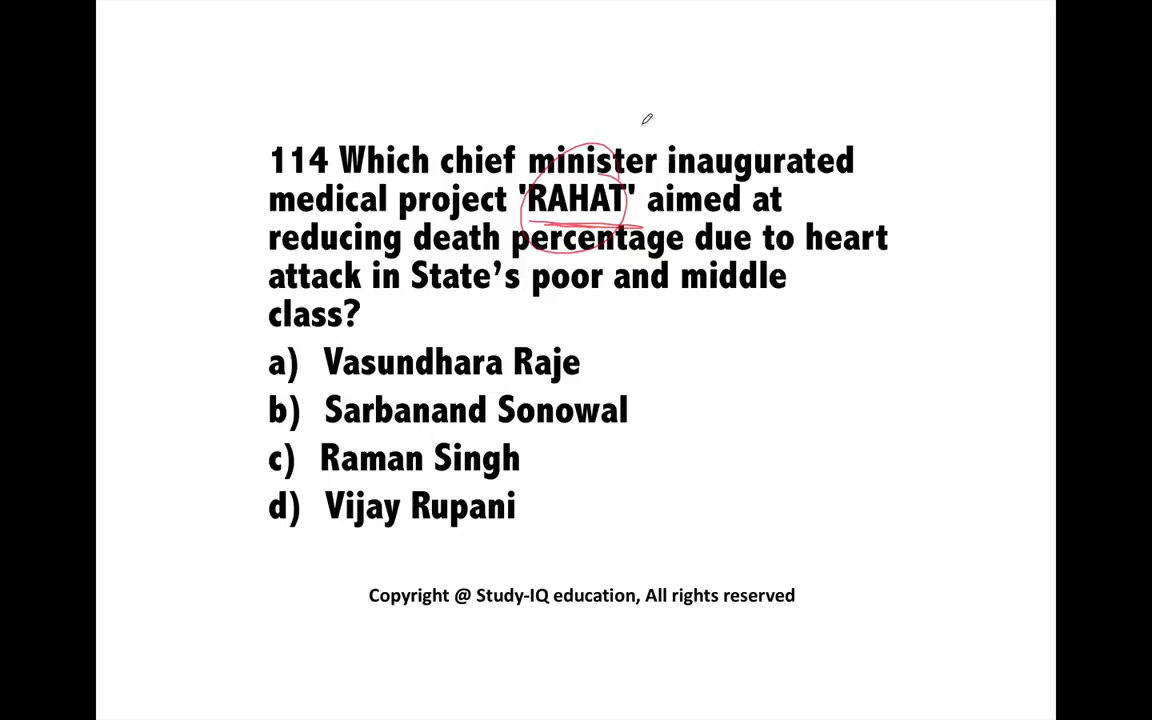 114 Which chief minister inaugurated
medical project 'RAHAT' aimed at
reducing death percentage due to heart
attack in State’s poor and middle
class?
a) Vasundhara Raje
b) Sarbanand Sonowal
c) Raman Singh
d) Vijay Rupani
Copyright @ Study-IQ education, All rights reserved